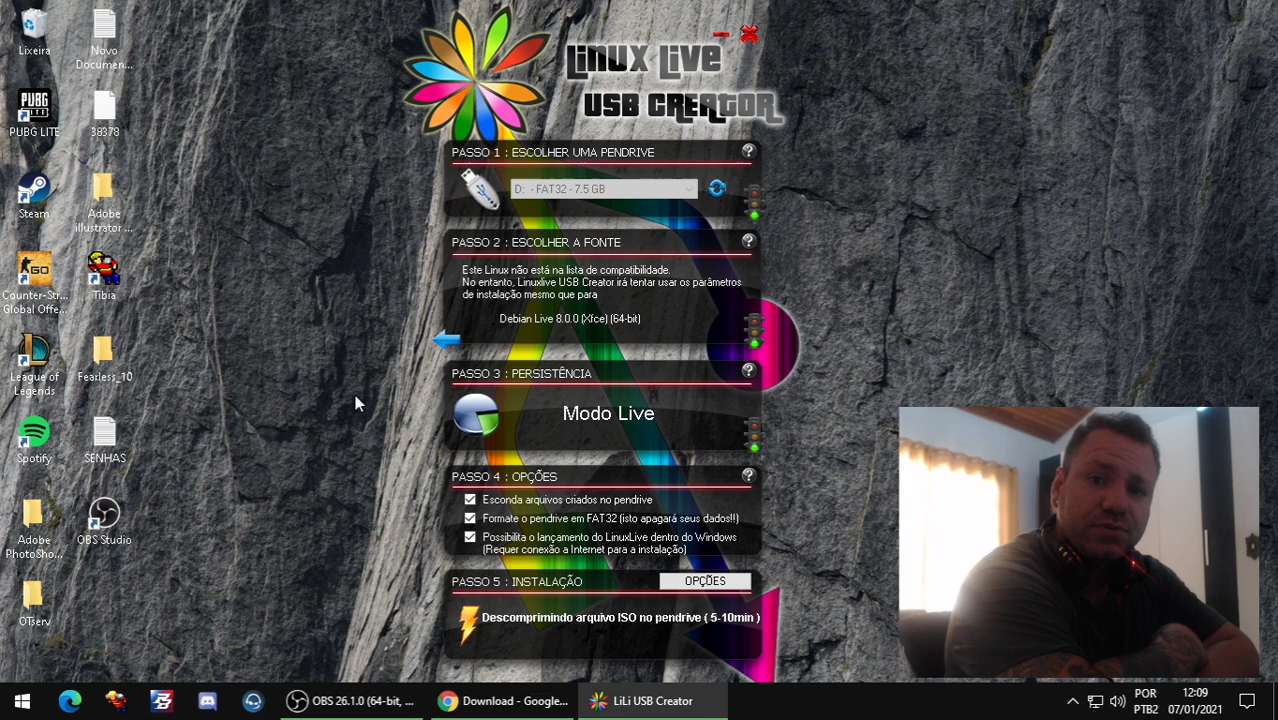 Lixeira
Novo
Documen...
PUBG
LITE
PUBG LITE
38378
Steam
Adobe
illustrator ...
GO
Counter-Str...
Global Offe...
Tibia
League of
Legends
Fearless_10
Spotify
SENHAS
Adobe
PhotoSho...
OBS Studio
OTserv
Linux Live
USB Creator
PASSO 1 : ESCOLHER UMA PENDRIVE
?
D: - FAT32 - 7.5 GB
PASSO 2 : ESCOLHER A FONTE
?
Este Linux não está na lista de compatibilidade.
No entanto, Linuxlive USB Creator irá tentar usar os parâmetros
de instalação mesmo que para
Debian Live 8.0.0 (Xfce) (64-bit)
PASSO 3 : PERSISTÊNCIA
?
Modo Live
PASSO 4 : OPÇÕES
?
Esconda arquivos criados no pendrive
Formate o pendrive em FAT32 (isto apagará seus dados!!)
Possibilita o lançamento do LinuxLive dentro do Windows
(Requer conexão a Internet para a instalação)
PASSO 5 : INSTALAÇÃO
OPÇÕES
Descomprimindo arquivo ISO no pendrive ( 5-10min )
OBS 26.1.0 (64-bit, ...
Download - Google...
LiLi USB Creator
POR
PTB2
12:09
07/01/2021